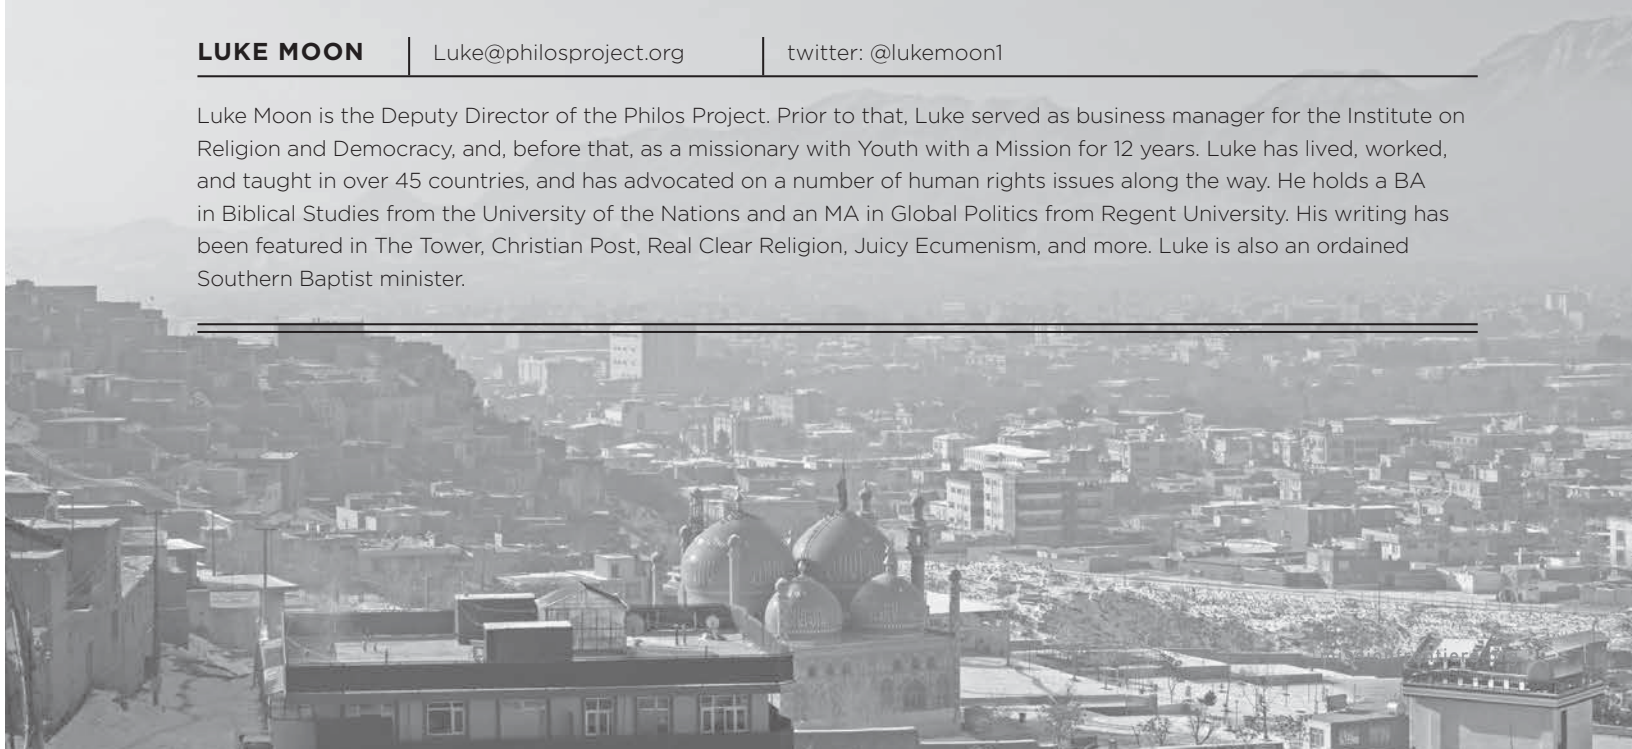 LUKE MOON Luke@philosproject.org twitter: @lukemoon1
Luke Moon is the Deputy Director of the Philos Project. Prior to that, Luke served as business manager for the Institute on
Religion and Democracy, and, before that, as a missionary with Youth with a Mission for 12 years. Luke has lived, worked,
and taught in over 45 countries, and has advocated on a number of human rights issues along the way. He holds a BA
in Biblical Studies from the University of the Nations and an MA in Global Politics from Regent University. His writing has
been featured in The Tower, Christian Post, Real Clear Religion, Juicy Ecumenism, and more. Luke is also an ordained
Southern Baptist minister.